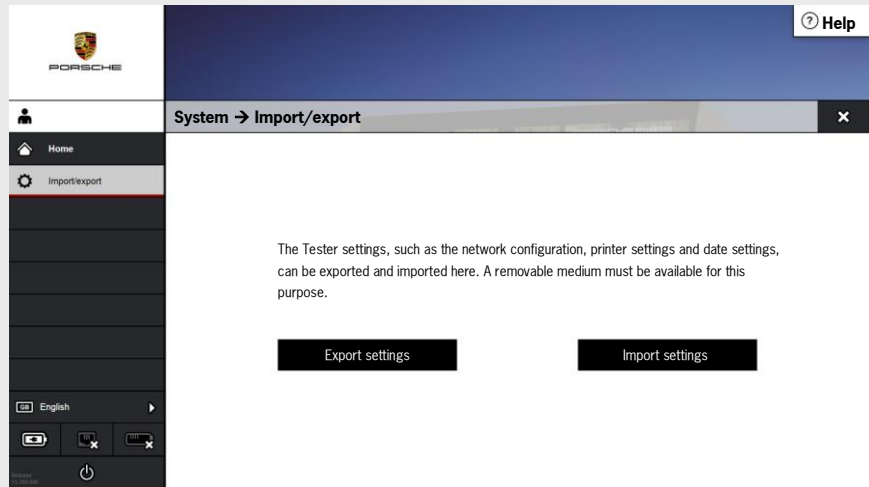 ? Help
PORSCHE
System → Import/export
Home
Import/export
The Tester settings, such as the network configuration, printer settings and date settings,
can be exported and imported here. A removable medium must be available for this
purpose.
Export settings
Import settings
GB English